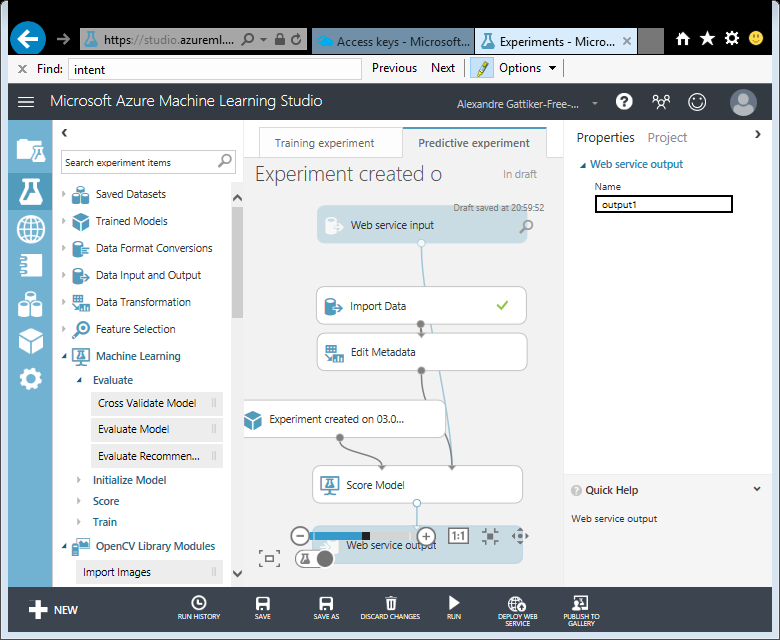 https://studio.azureml....
Access keys - Microsoft...
Experiments - Micro...
Find: intent
Previous Next Options
Microsoft Azure Machine Learning Studio
Alexandre Gattiker-Free-...
Search experiment items
Saved Datasets
Trained Models
Data Format Conversions
Data Input and Output
Data Transformation
Feature Selection
Machine Learning
Evaluate
Cross Validate Model
Evaluate Model
Evaluate Recommen...
Initialize Model
Score
Train
OpenCV Library Modules
Import Images
Training experiment
Predictive experiment
Experiment created o
In draft
Draft saved at 20:59:52
Web service input
Import Data
Edit Metadata
Experiment created on 03.0...
Score Model
1:1
Web service output
Properties Project
Web service output
Name
output1
Quick Help
Web service output
NEW
RUN HISTORY
SAVE
SAVE AS
DISCARD CHANGES
RUN
DEPLOY WEB
SERVICE
PUBLISH TO
GALLERY